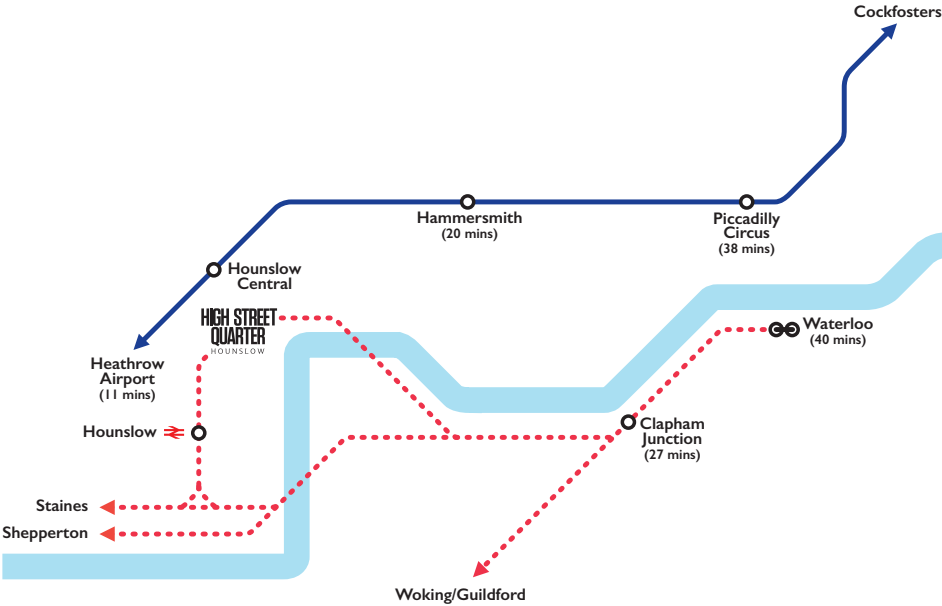 Cockfosters
Hammersmith
(20 mins)
Piccadilly
Circus
(38 mins)
Hounslow
Central
HIGH STREET
QUARTER
HOUNSLOW
Waterloo
(40 mins)
Heathrow
Airport
(11 mins)
Clapham
Junction
(27 mins)
Hounslow
Staines
Shepperton
Woking/Guildford